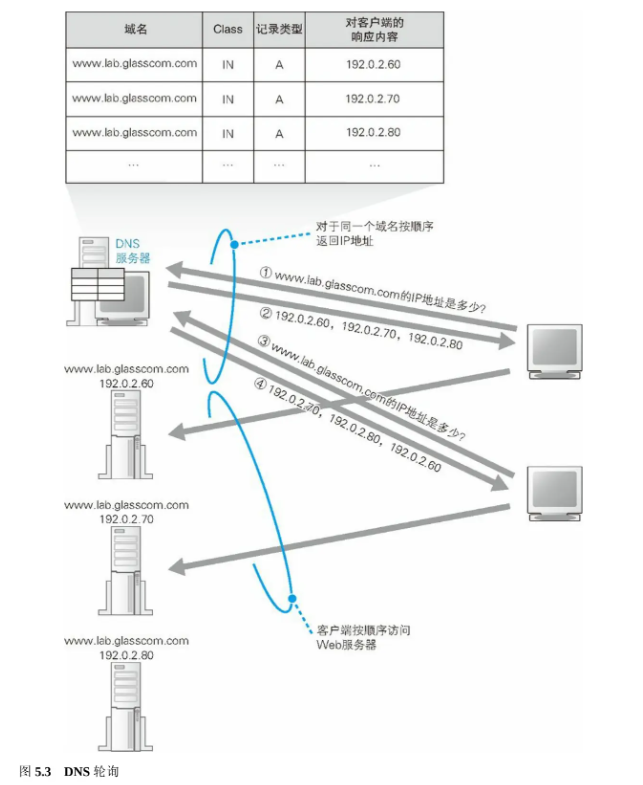 域名 Class 记录类型 对客户端的
响应内容
www.lab.glasscom.com IN A 192.0.2.60
www.lab.glasscom.com IN A 192.0.2.70
www.lab.glasscom.com IN A 192.0.2.80
… … … …
对于同一个域名按顺序
返回IP地址
DNS
服务器
① www.lab.glasscom.com的IP地址是多少?
② 192.0.2.60，192.0.2.70，192.0.2.80
③ www.lab.glasscom.com的IP地址是多少?
④ 192.0.2.70，192.0.2.80，192.0.2.60
www.lab.glasscom.com
192.0.2.60
www.lab.glasscom.com
192.0.2.70
客户端按顺序访问
Web服务器
www.lab.glasscom.com
192.0.2.80
图 5.3 DNS 轮询